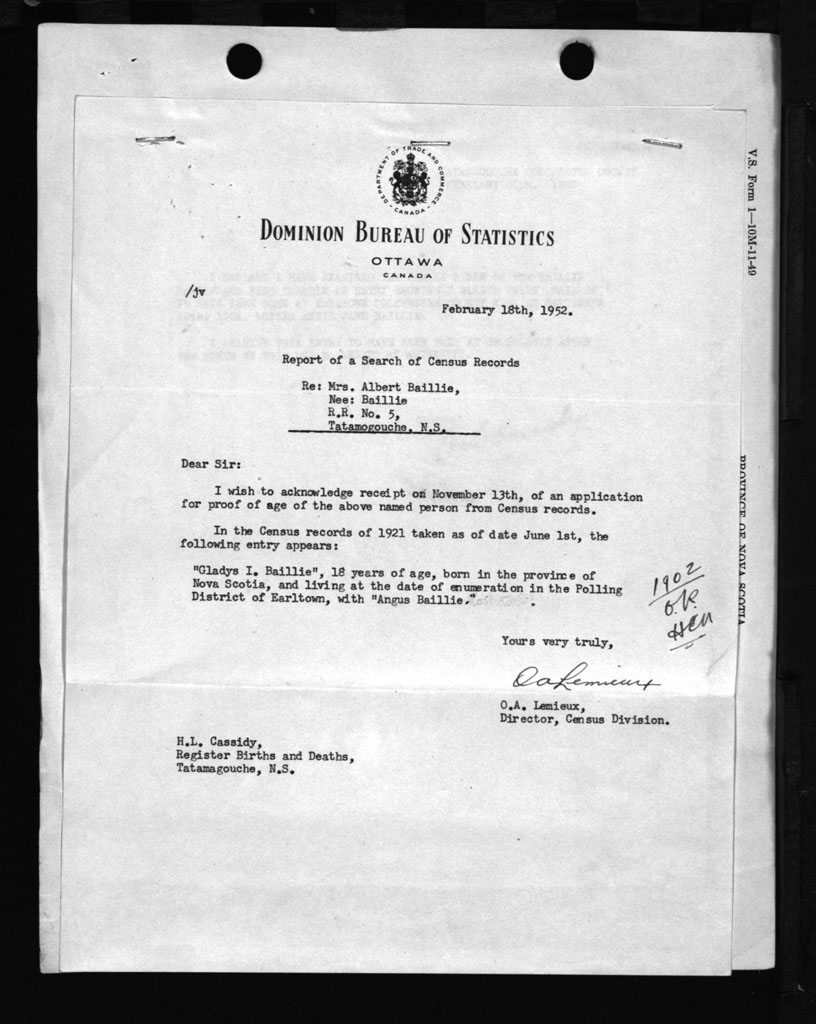 DEPARTMENT OF TRADE AND COMMERCE
- CANADA -
DOMINION BUREAU OF STATISTICS
OTTAWA
CANADA
/jv
February 18th, 1952.
Report of a Search of Census Records
Re: Mrs. Albert Baillie,
Nee: Baillie
R.R. No. 5,
Tatamogouche, N.S.
Dear Sir:
I wish to acknowledge receipt on November 13th, of an application
for proof of age of the above named person from Census records.
In the Census records of 1921 taken as of date June 1st, the
following entry appears:
"Gladys I. Baillie", 18 years of age, born in the province of
Nova Scotia, and living at the date of enumeration in the Polling
District of Earltown, with "Angus Baillie."
1902
O.K.
HCM
Yours very truly,
OALemieux
O.A. Lemieux,
Director, Census Division.
H.L. Cassidy,
Register Births and Deaths,
Tatamagouche, N.S.
V.S. Form 1—10M-11-49
PROVINCE OF NOVA SCOTIA